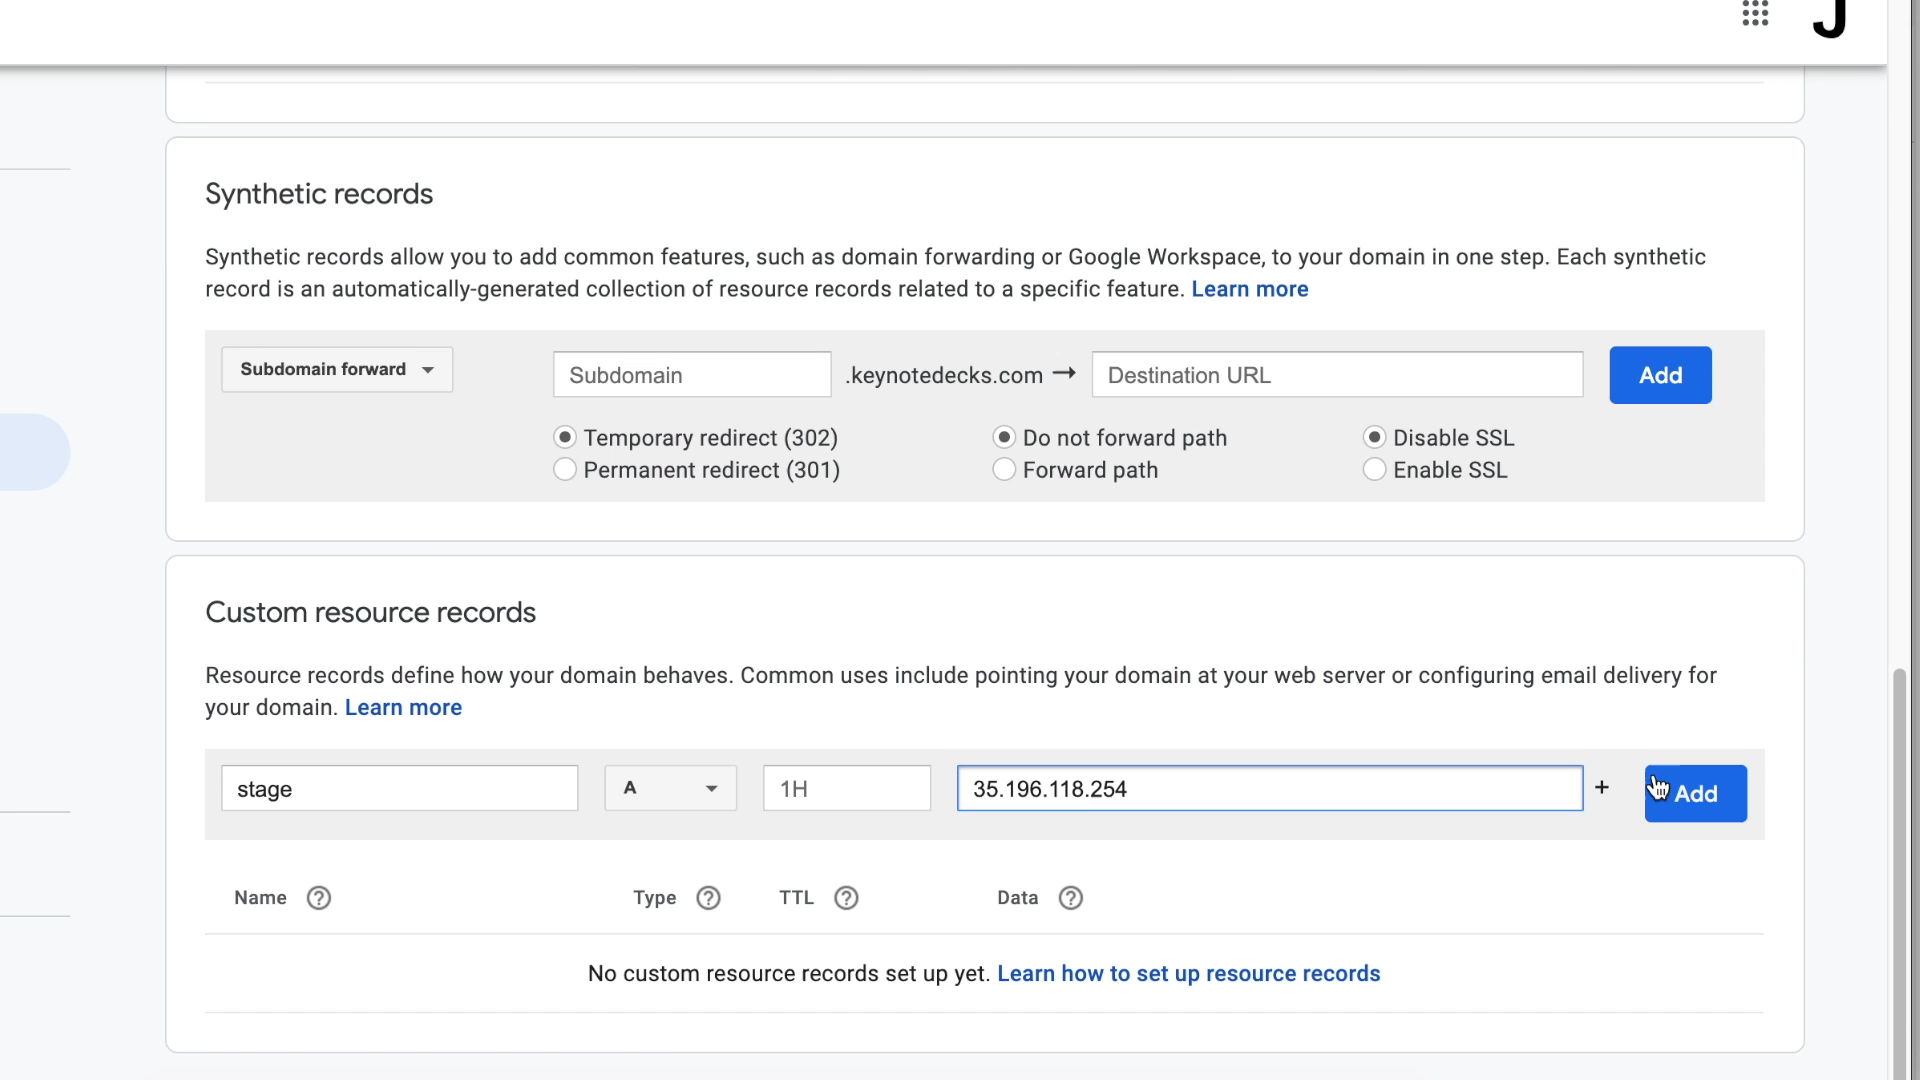 J
Synthetic records
Synthetic records allow you to add common features, such as domain forwarding or Google Workspace, to your domain in one step. Each synthetic
record is an automatically-generated collection of resource records related to a specific feature. Learn more
Subdomain forward Subdomain .keynotedecks.com → Destination URL Add
Temporary redirect (302) Do not forward path Disable SSL
Permanent redirect (301) Forward path Enable SSL
Custom resource records
Resource records define how your domain behaves. Common uses include pointing your domain at your web server or configuring email delivery for
your domain. Learn more
stage A 1H 35.196.118.254 + Add
Name ? Type ? TTL ? Data ?
No custom resource records set up yet. Learn how to set up resource records